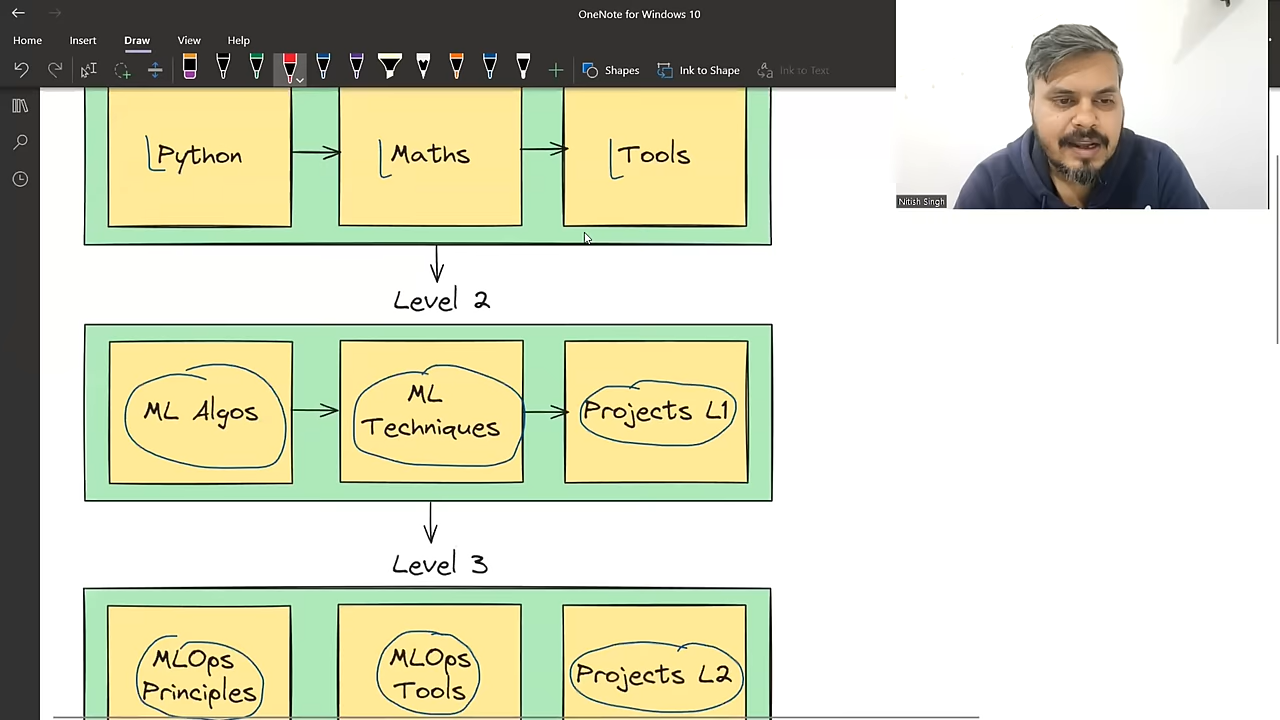 OneNote for Windows 10
Home Insert Draw View Help
Shapes Ink to Shape Ink to Text
Nitish Singh
Python Maths Tools
Level 2
ML Algos
ML
Techniques
Projects L1
Level 3
MLOps
Principles
MLOps
Tools
Projects L2